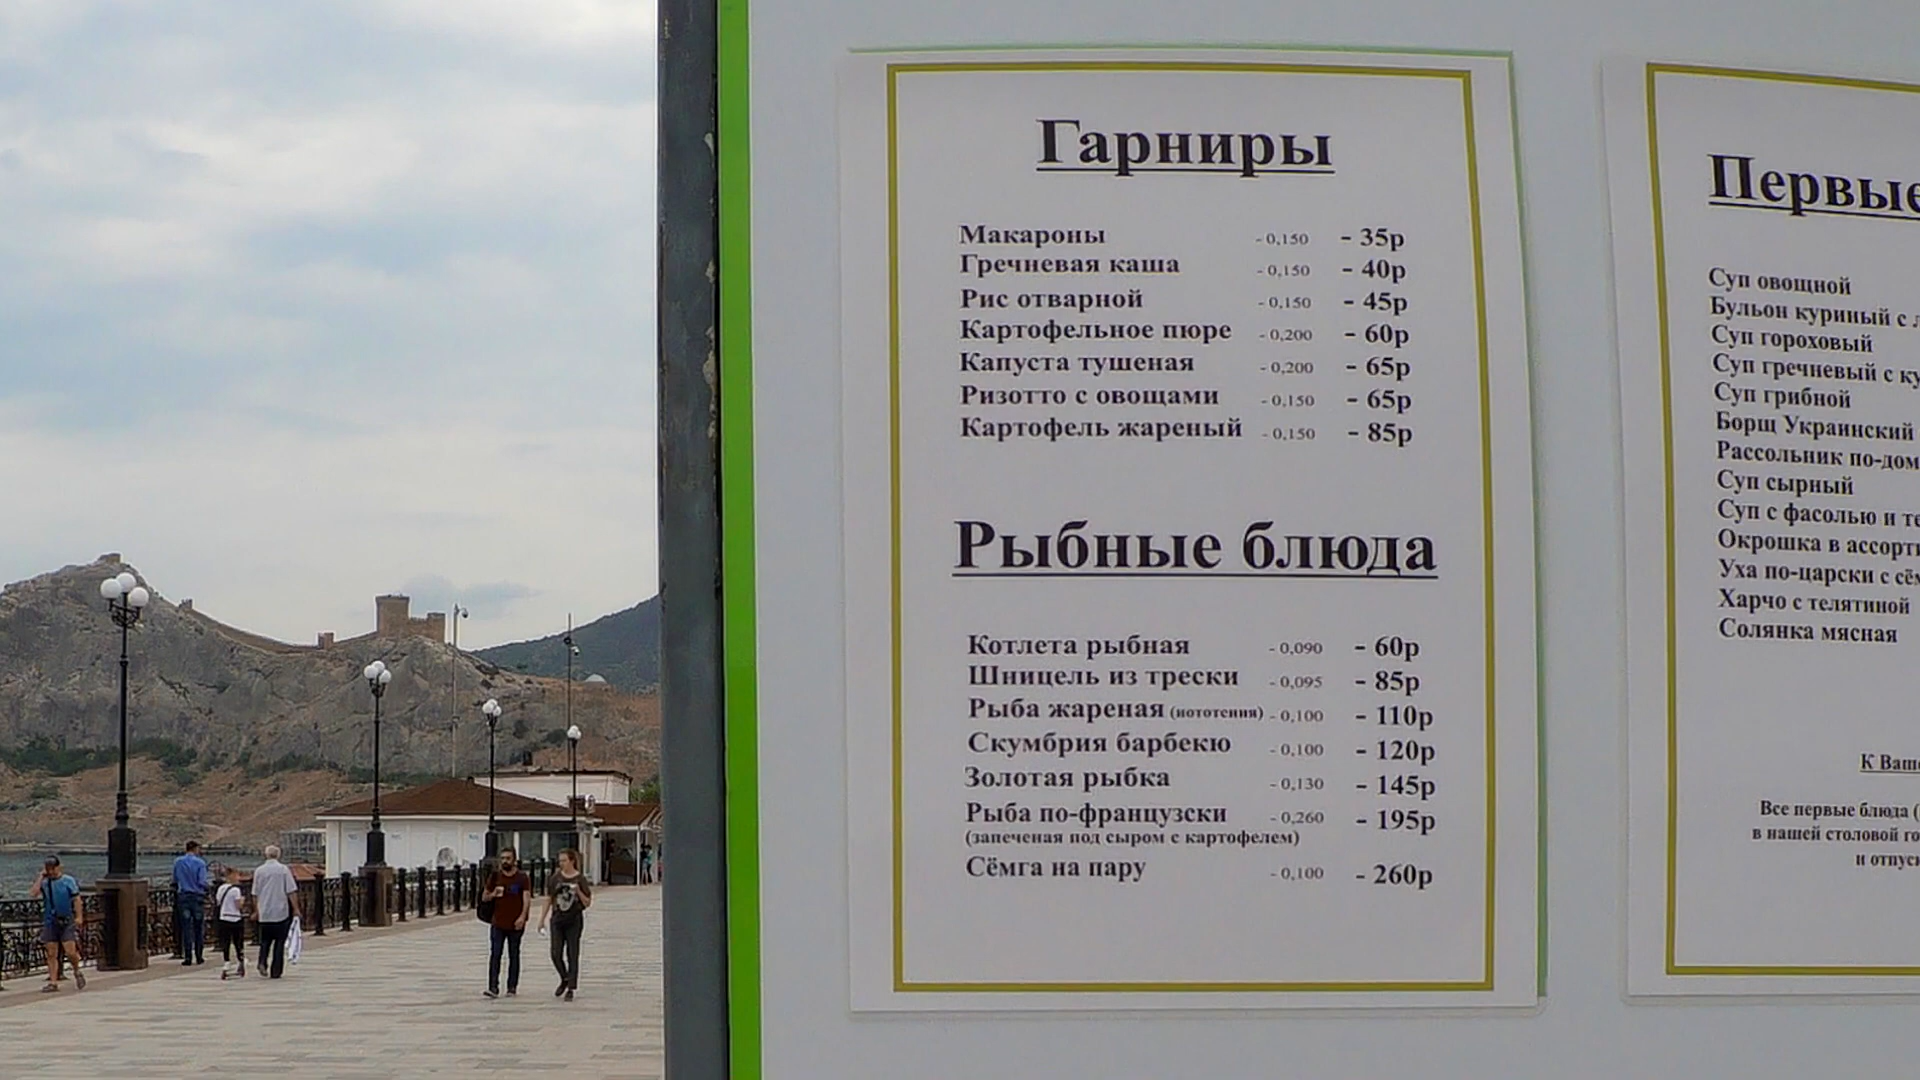 Гарниры
Макароны - 0,150 - 35р
Гречневая каша - 0,150 - 40р
Рис отварной - 0,150 - 45р
Картофельное пюре - 0,200 - 60р
Капуста тушеная - 0,200 - 65р
Ризотто с овощами - 0,150 - 65р
Картофель жареный - 0,150 - 85р
Рыбные блюда
Котлета рыбная - 0,090 - 60р
Шницель из трески - 0,095 - 85р
Рыба жареная (нототения) - 0,100 - 110р
Скумбрия барбекю - 0,100 - 120р
Золотая рыбка - 0,130 - 145р
Рыба по-французски - 0,260 - 195р
(запеченая под сыром с картофелем)
Сёмга на пару - 0,100 - 260р
Первые
Суп овощной
Бульон куриный с
Суп гороховый
Суп гречневый с
Суп грибной
Борщ Украинский
Рассольник
Суп сырный
Суп с фасолью и
Окрошка в
Уха по-царски с
Харчо с телятиной
Солянка мясная
К
Все первые блюда (
в нашей столовой
и